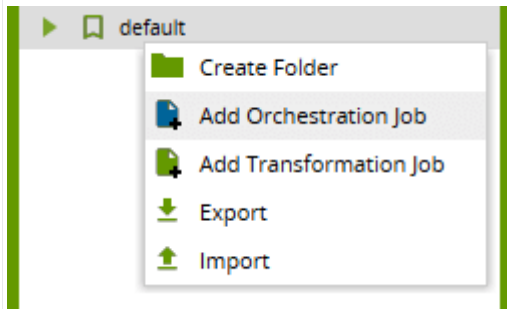 default
Create Folder
Add Orchestration Job
Add Transformation Job
Export
Import